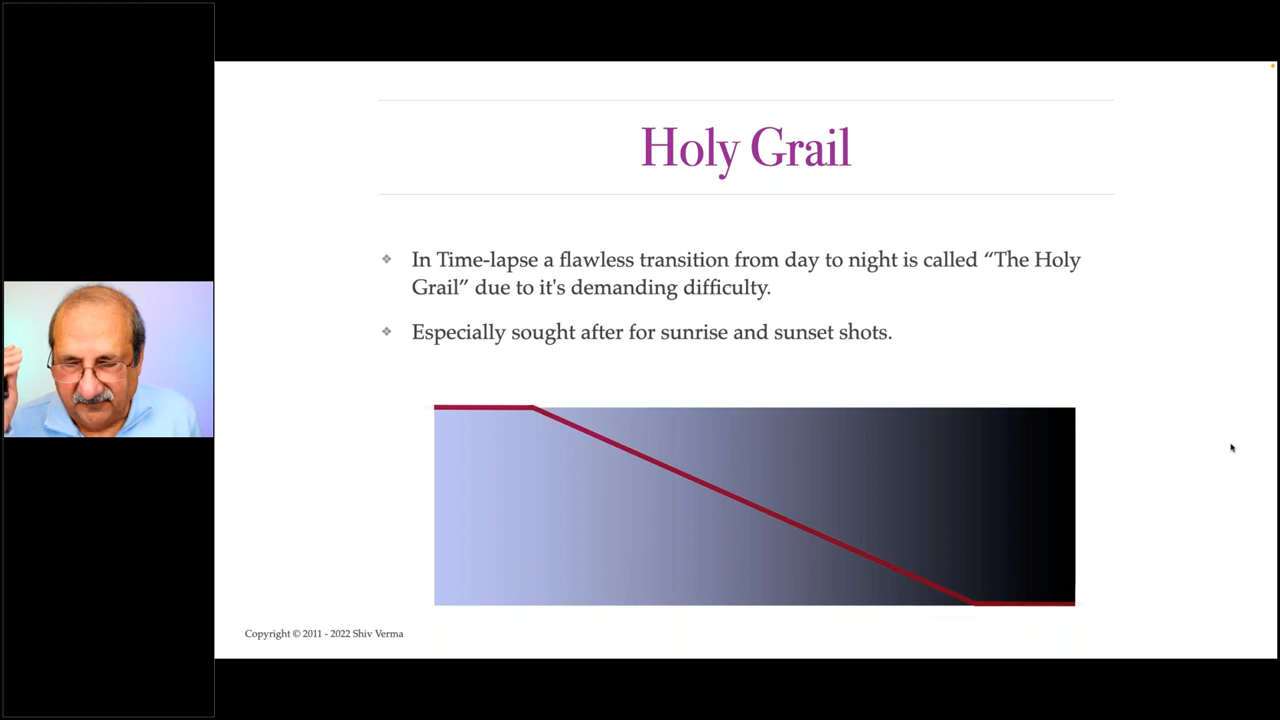 Holy Grail
In Time-lapse a flawless transition from day to night is called “The Holy
Grail” due to it's demanding difficulty.
Especially sought after for sunrise and sunset shots.
Copyright © 2011 - 2022 Shiv Verma